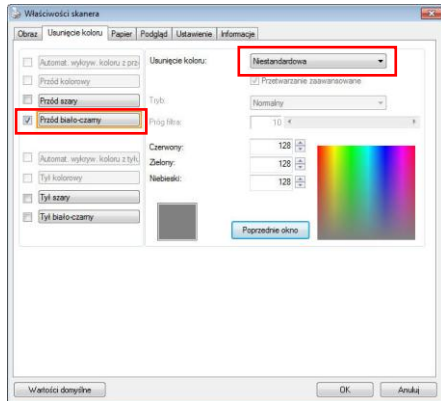 Właściwości skanera
Obraz Usunięcie koloru Papier Podgląd Ustawienie Informacje
Automat. wykryw. koloru z prze
Przód kolorowy
Przód szary
Przód biało-czarny
Automat. wykryw. koloru z tyłu,
Tył kolorowy
Tył szary
Tył biało-czarny
Usunięcie koloru: Niestandardowa
Przetwarzanie zaawansowane
Tryb: Normalny
Próg filtra: 10
Czerwony: 128
Zielony: 128
Niebieski: 128
Poprzednie okno
Wartości domyślne OK Anuluj